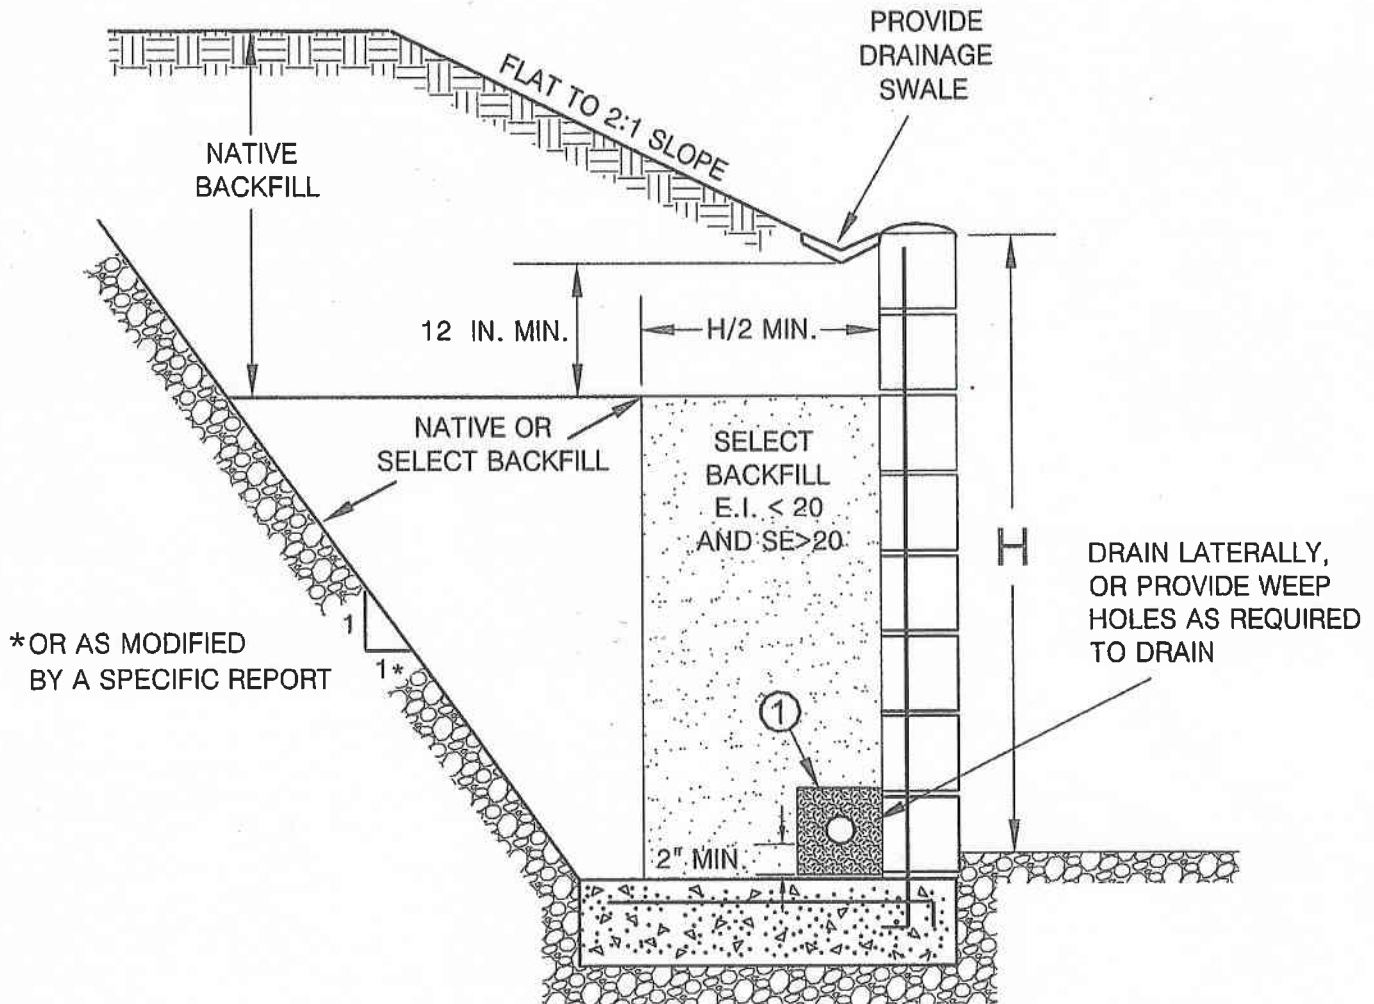 PROVIDE
DRAINAGE
SWALE
FLAT TO 2:1 SLOPE
NATIVE
BACKFILL
12 IN. MIN.
H/2 MIN.
NATIVE OR
SELECT BACKFILL
SELECT
BACKFILL
E.I. < 20
AND SE>20
H
DRAIN LATERALLY,
OR PROVIDE WEEP
HOLES AS REQUIRED
TO DRAIN
1
1*
*OR AS MODIFIED
BY A SPECIFIC REPORT
1
2" MIN.